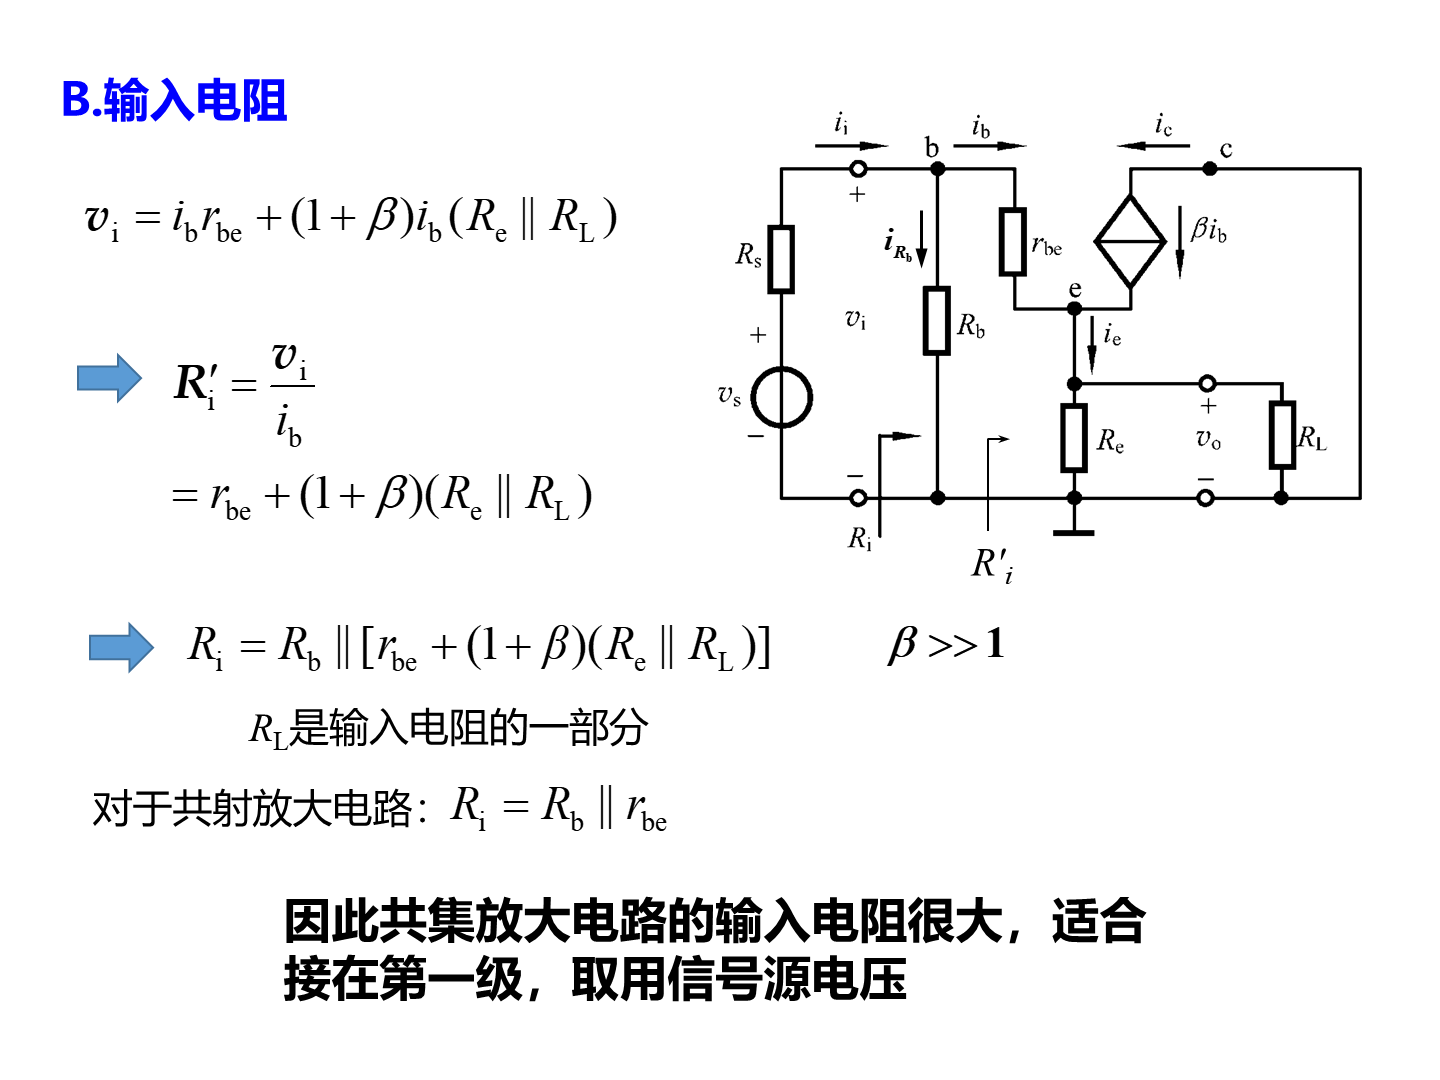 B.输入电阻
v_i = i_b r_be + (1 + β) i_b (R_e ∥ R_L)
R′_i = v_i / i_b
= r_be + (1 + β)(R_e ∥ R_L)
R_i = R_b ∥ [r_be + (1 + β)(R_e ∥ R_L)]
β >> 1
R_L是输入电阻的一部分
对于共射放大电路： R_i = R_b ∥ r_be
因此共集放大电路的输入电阻很大，适合
接在第一级，取用信号源电压
i_i
i_b
i_c
b
c
+
R_s
i_Rb
r_be
βi_b
e
+
v_i
R_b
i_e
v_s
−
R_e
+
v_o
−
R_L
−
R_i
R′_i